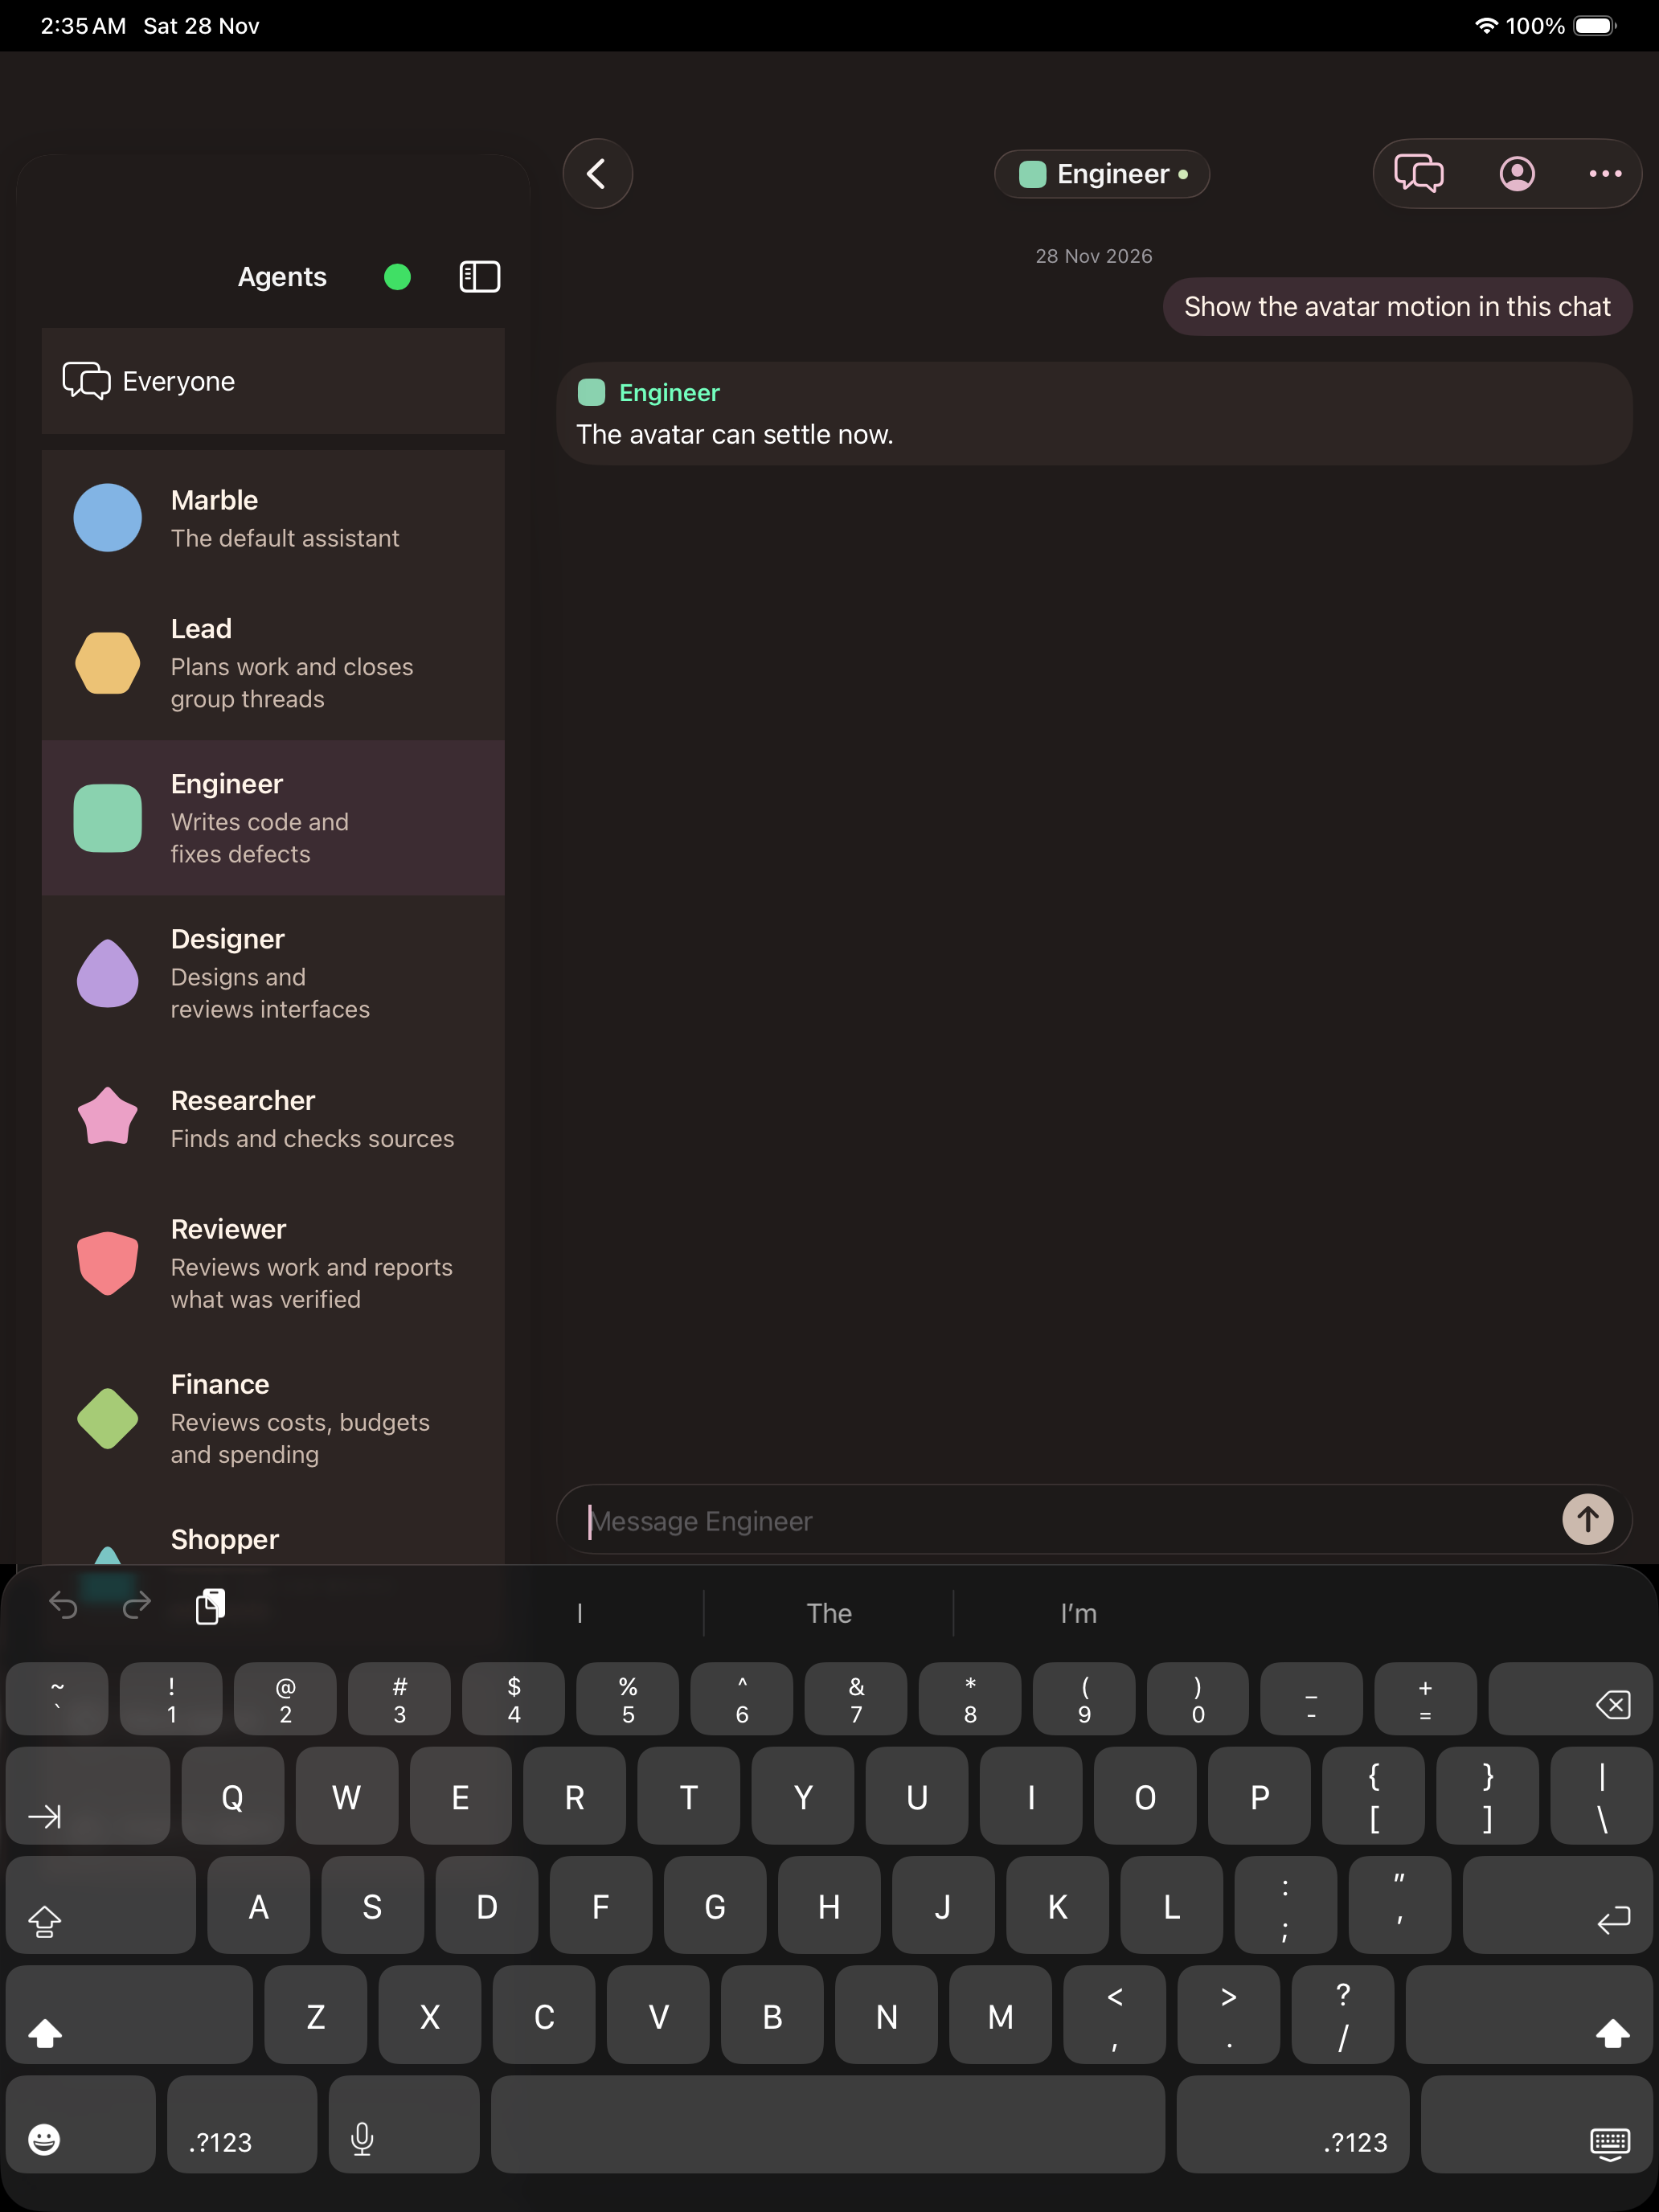 2:35 AM Sat 28 Nov
100%
Agents
Everyone
Marble
The default assistant
Lead
Plans work and closes
group threads
Engineer
Writes code and
fixes defects
Designer
Designs and
reviews interfaces
Researcher
Finds and checks sources
Reviewer
Reviews work and reports
what was verified
Finance
Reviews costs, budgets
and spending
Shopper
Engineer
28 Nov 2026
Show the avatar motion in this chat
Engineer
The avatar can settle now.
Message Engineer
I The I’m
~ ! @ # $ % ^ & * ( ) _ +
` 1 2 3 4 5 6 7 8 9 0 - =
Q W E R T Y U I O P { } |
[ ] \
A S D F G H J K L : "
; '
Z X C V B N M < > ?
, . /
.?123 .?123